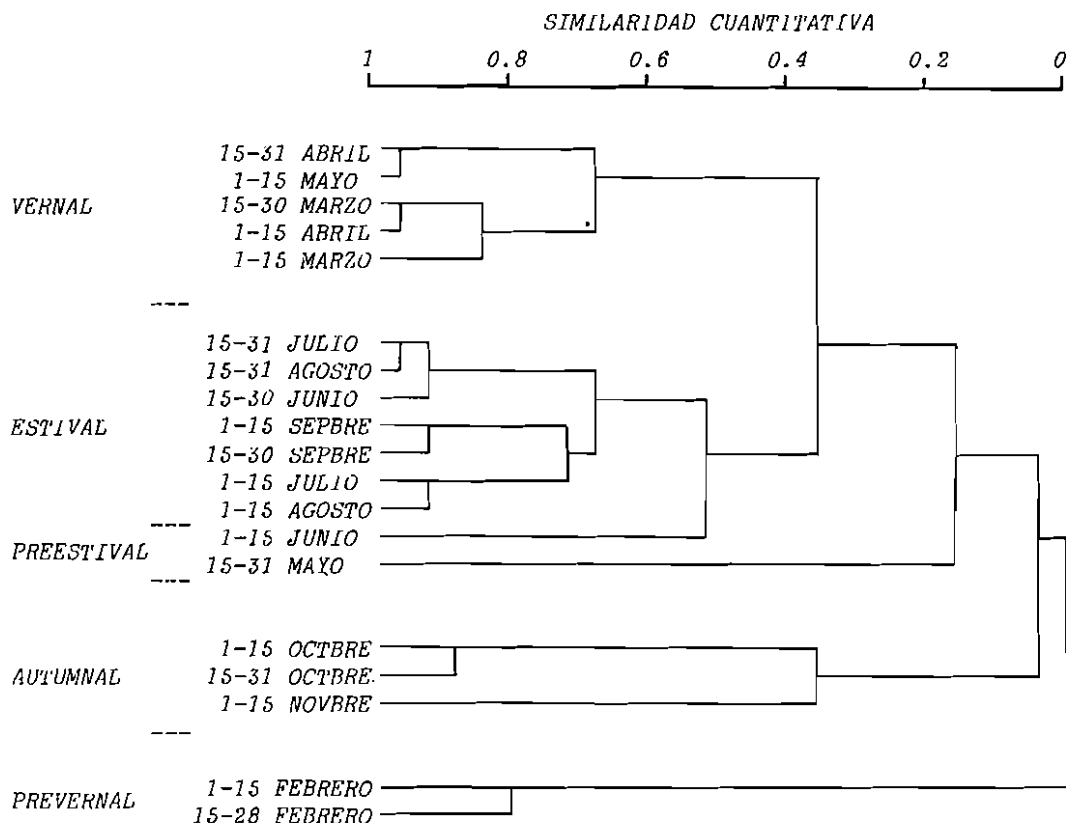 SIMILARIDAD CUANTITATIVA
1 0.8 0.6 0.4 0.2 0
15-31 ABRIL
1-15 MAYO
VERNAL 15-30 MARZO
1-15 ABRIL
1-15 MARZO
---
15-31 JULIO
15-31 AGOSTO
15-30 JUNIO
ESTIVAL 1-15 SEPBRE
15-30 SEPBRE
1-15 JULIO
1-15 AGOSTO
---
1-15 JUNIO
PREESTIVAL
15-31 MAYO
---
1-15 OCTBRE
AUTUMNAL 15-31 OCTBRE
1-15 NOVBRE
---
1-15 FEBRERO
PREVERNAL
15-28 FEBRERO